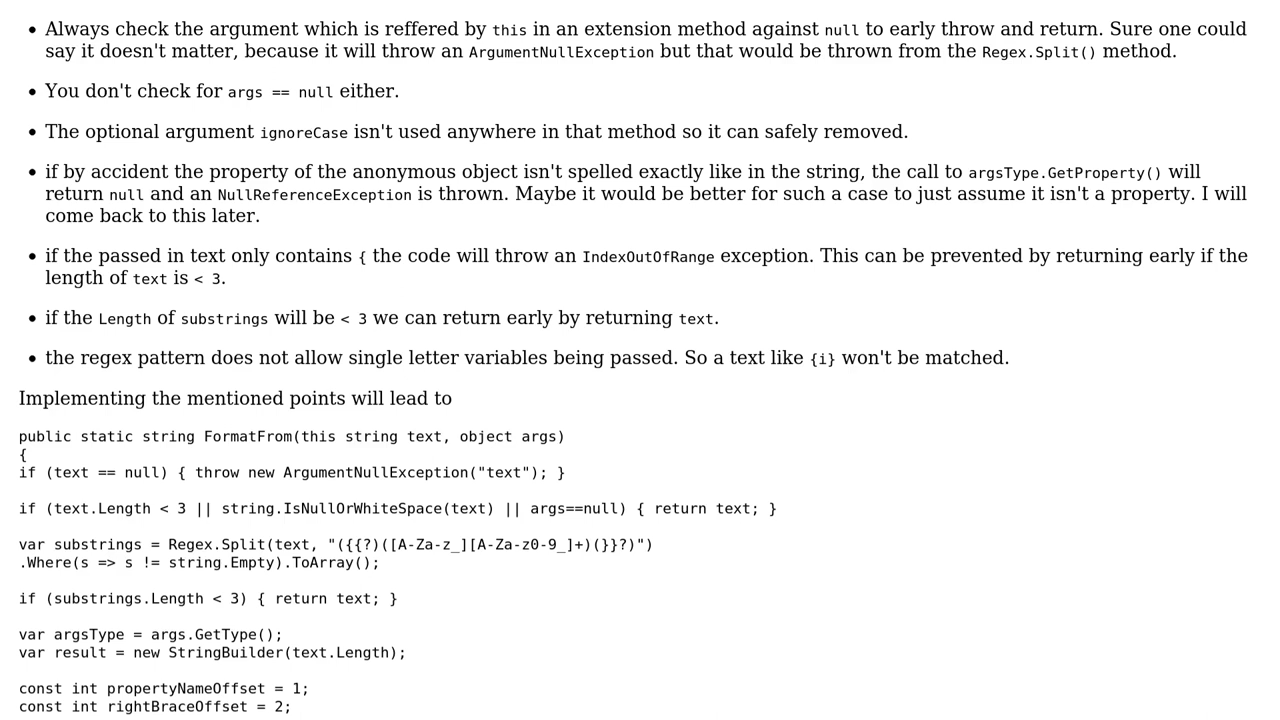 • Always check the argument which is reffered by this in an extension method against null to early throw and return. Sure one could
say it doesn't matter, because it will throw an ArgumentNullException but that would be thrown from the Regex.Split() method.
• You don't check for args == null either.
• The optional argument ignoreCase isn't used anywhere in that method so it can safely removed.
• if by accident the property of the anonymous object isn't spelled exactly like in the string, the call to argsType.GetProperty() will
return null and an NullReferenceException is thrown. Maybe it would be better for such a case to just assume it isn't a property. I will
come back to this later.
• if the passed in text only contains { the code will throw an IndexOutOfRange exception. This can be prevented by returning early if the
length of text is < 3.
• if the Length of substrings will be < 3 we can return early by returning text.
• the regex pattern does not allow single letter variables being passed. So a text like {i} won't be matched.
Implementing the mentioned points will lead to
public static string FormatFrom(this string text, object args)
{
if (text == null) { throw new ArgumentNullException("text"); }
if (text.Length < 3 || string.IsNullOrWhiteSpace(text) || args==null) { return text; }
var substrings = Regex.Split(text, "({{?)([A-Za-z_][A-Za-z0-9_]+)(}}?)")
.Where(s => s != string.Empty).ToArray();
if (substrings.Length < 3) { return text; }
var argsType = args.GetType();
var result = new StringBuilder(text.Length);
const int propertyNameOffset = 1;
const int rightBraceOffset = 2;